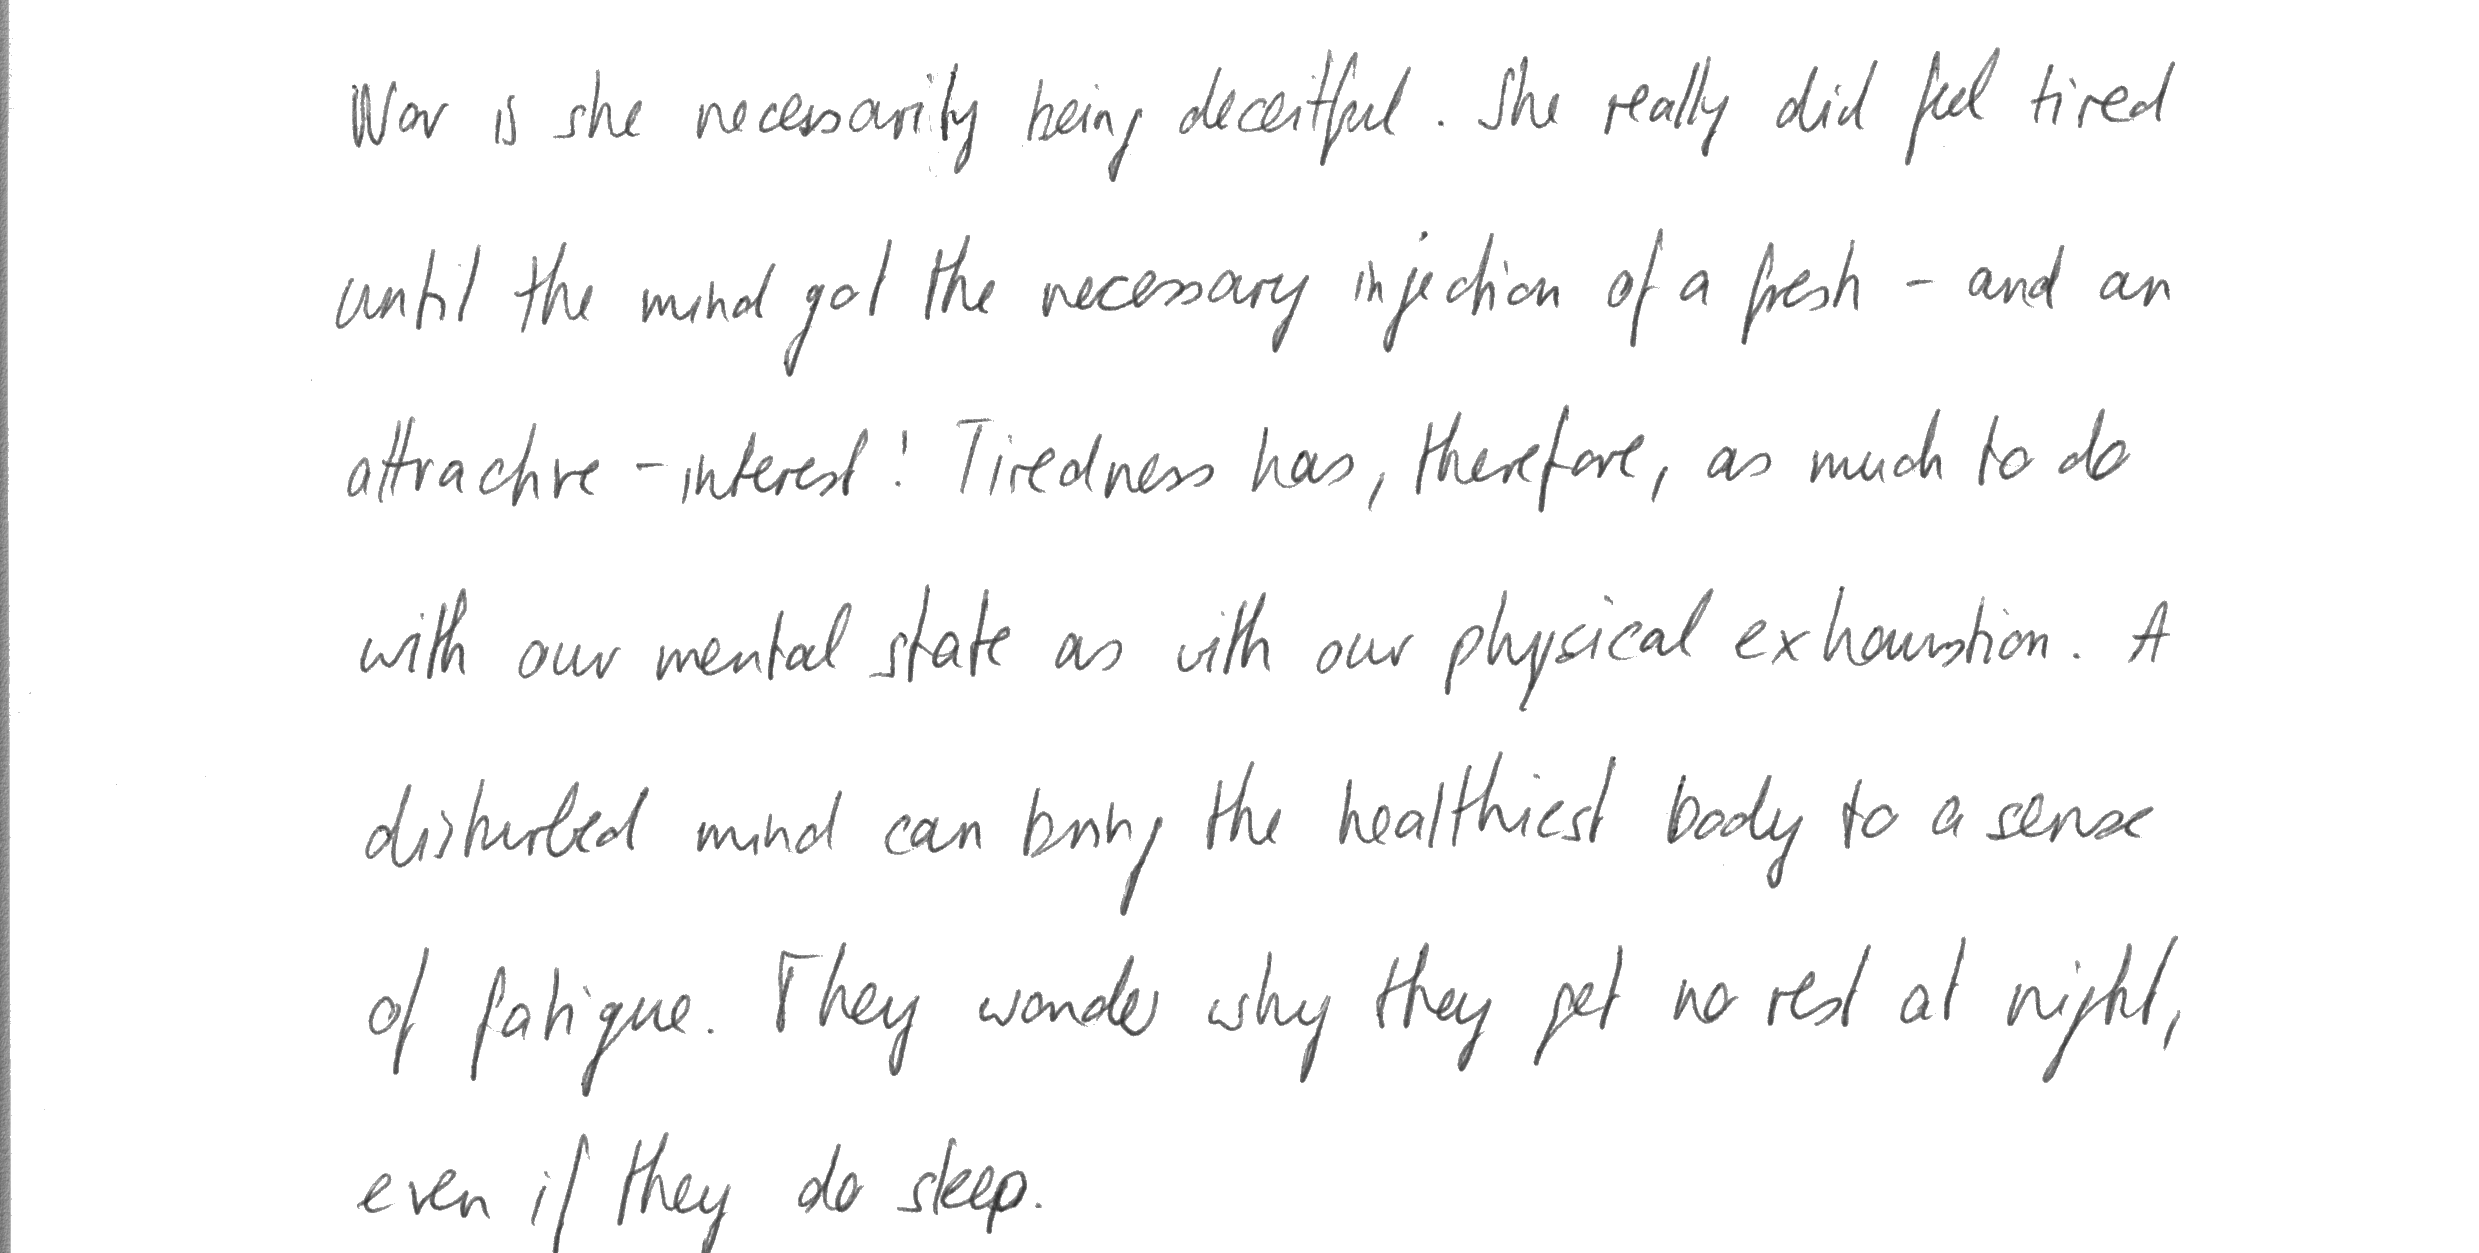 Nor is she necessarily being deceitful. She really did feel tired
until the mind got the necessary injection of a fresh - and an
attractive - interest! Tiredness has, therefore, as much to do
with our mental state as with our physical exhaustion. A
disturbed mind can bring the healthiest body to a sense
of fatigue. They wonder why they get no rest at night,
even if they do sleep.